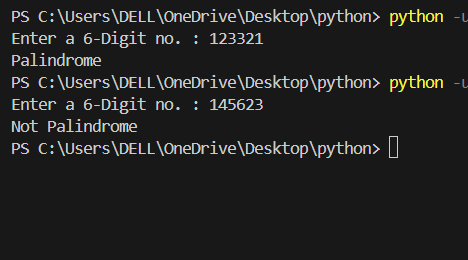 PS C:\Users\DELL\OneDrive\Desktop\python> python -u
Enter a 6-Digit no. : 123321
Palindrome
PS C:\Users\DELL\OneDrive\Desktop\python> python -u
Enter a 6-Digit no. : 145623
Not Palindrome
PS C:\Users\DELL\OneDrive\Desktop\python>